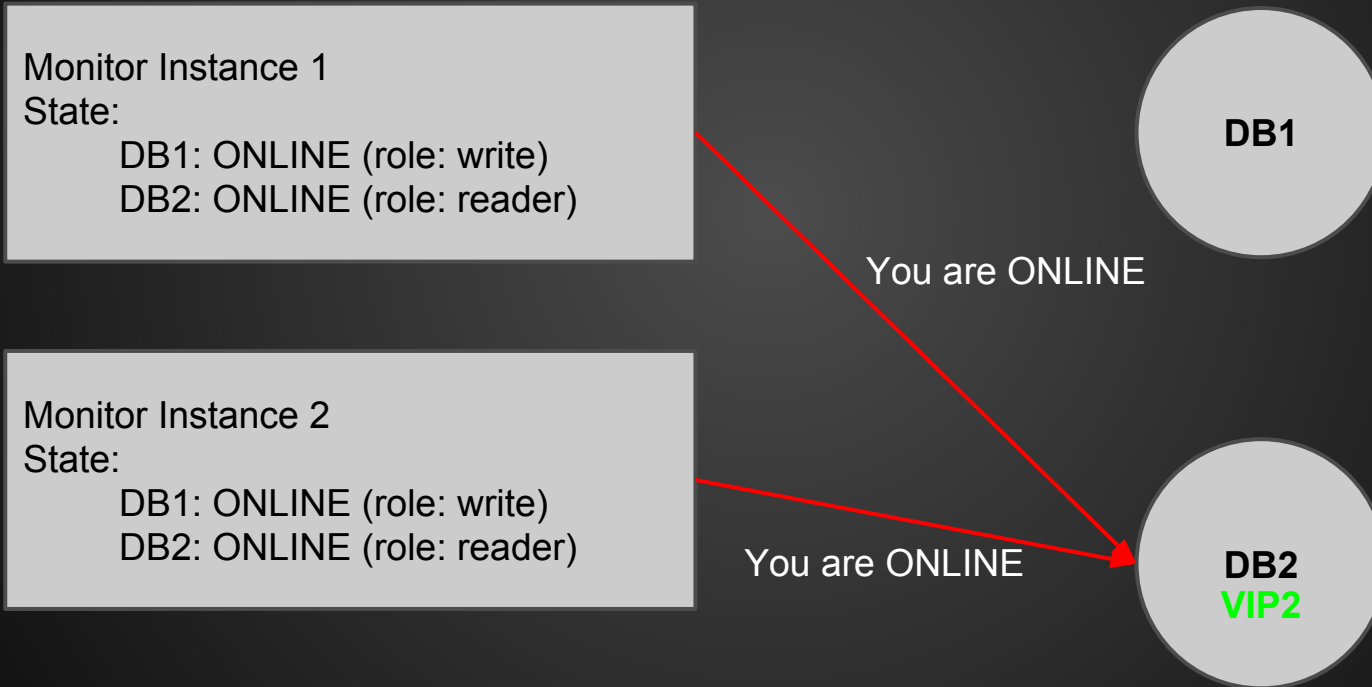 Monitor Instance 1
State:
DB1: ONLINE (role: write)
DB2: ONLINE (role: reader)
DB1
You are ONLINE
Monitor Instance 2
State:
DB1: ONLINE (role: write)
DB2: ONLINE (role: reader)
You are ONLINE
DB2
VIP2